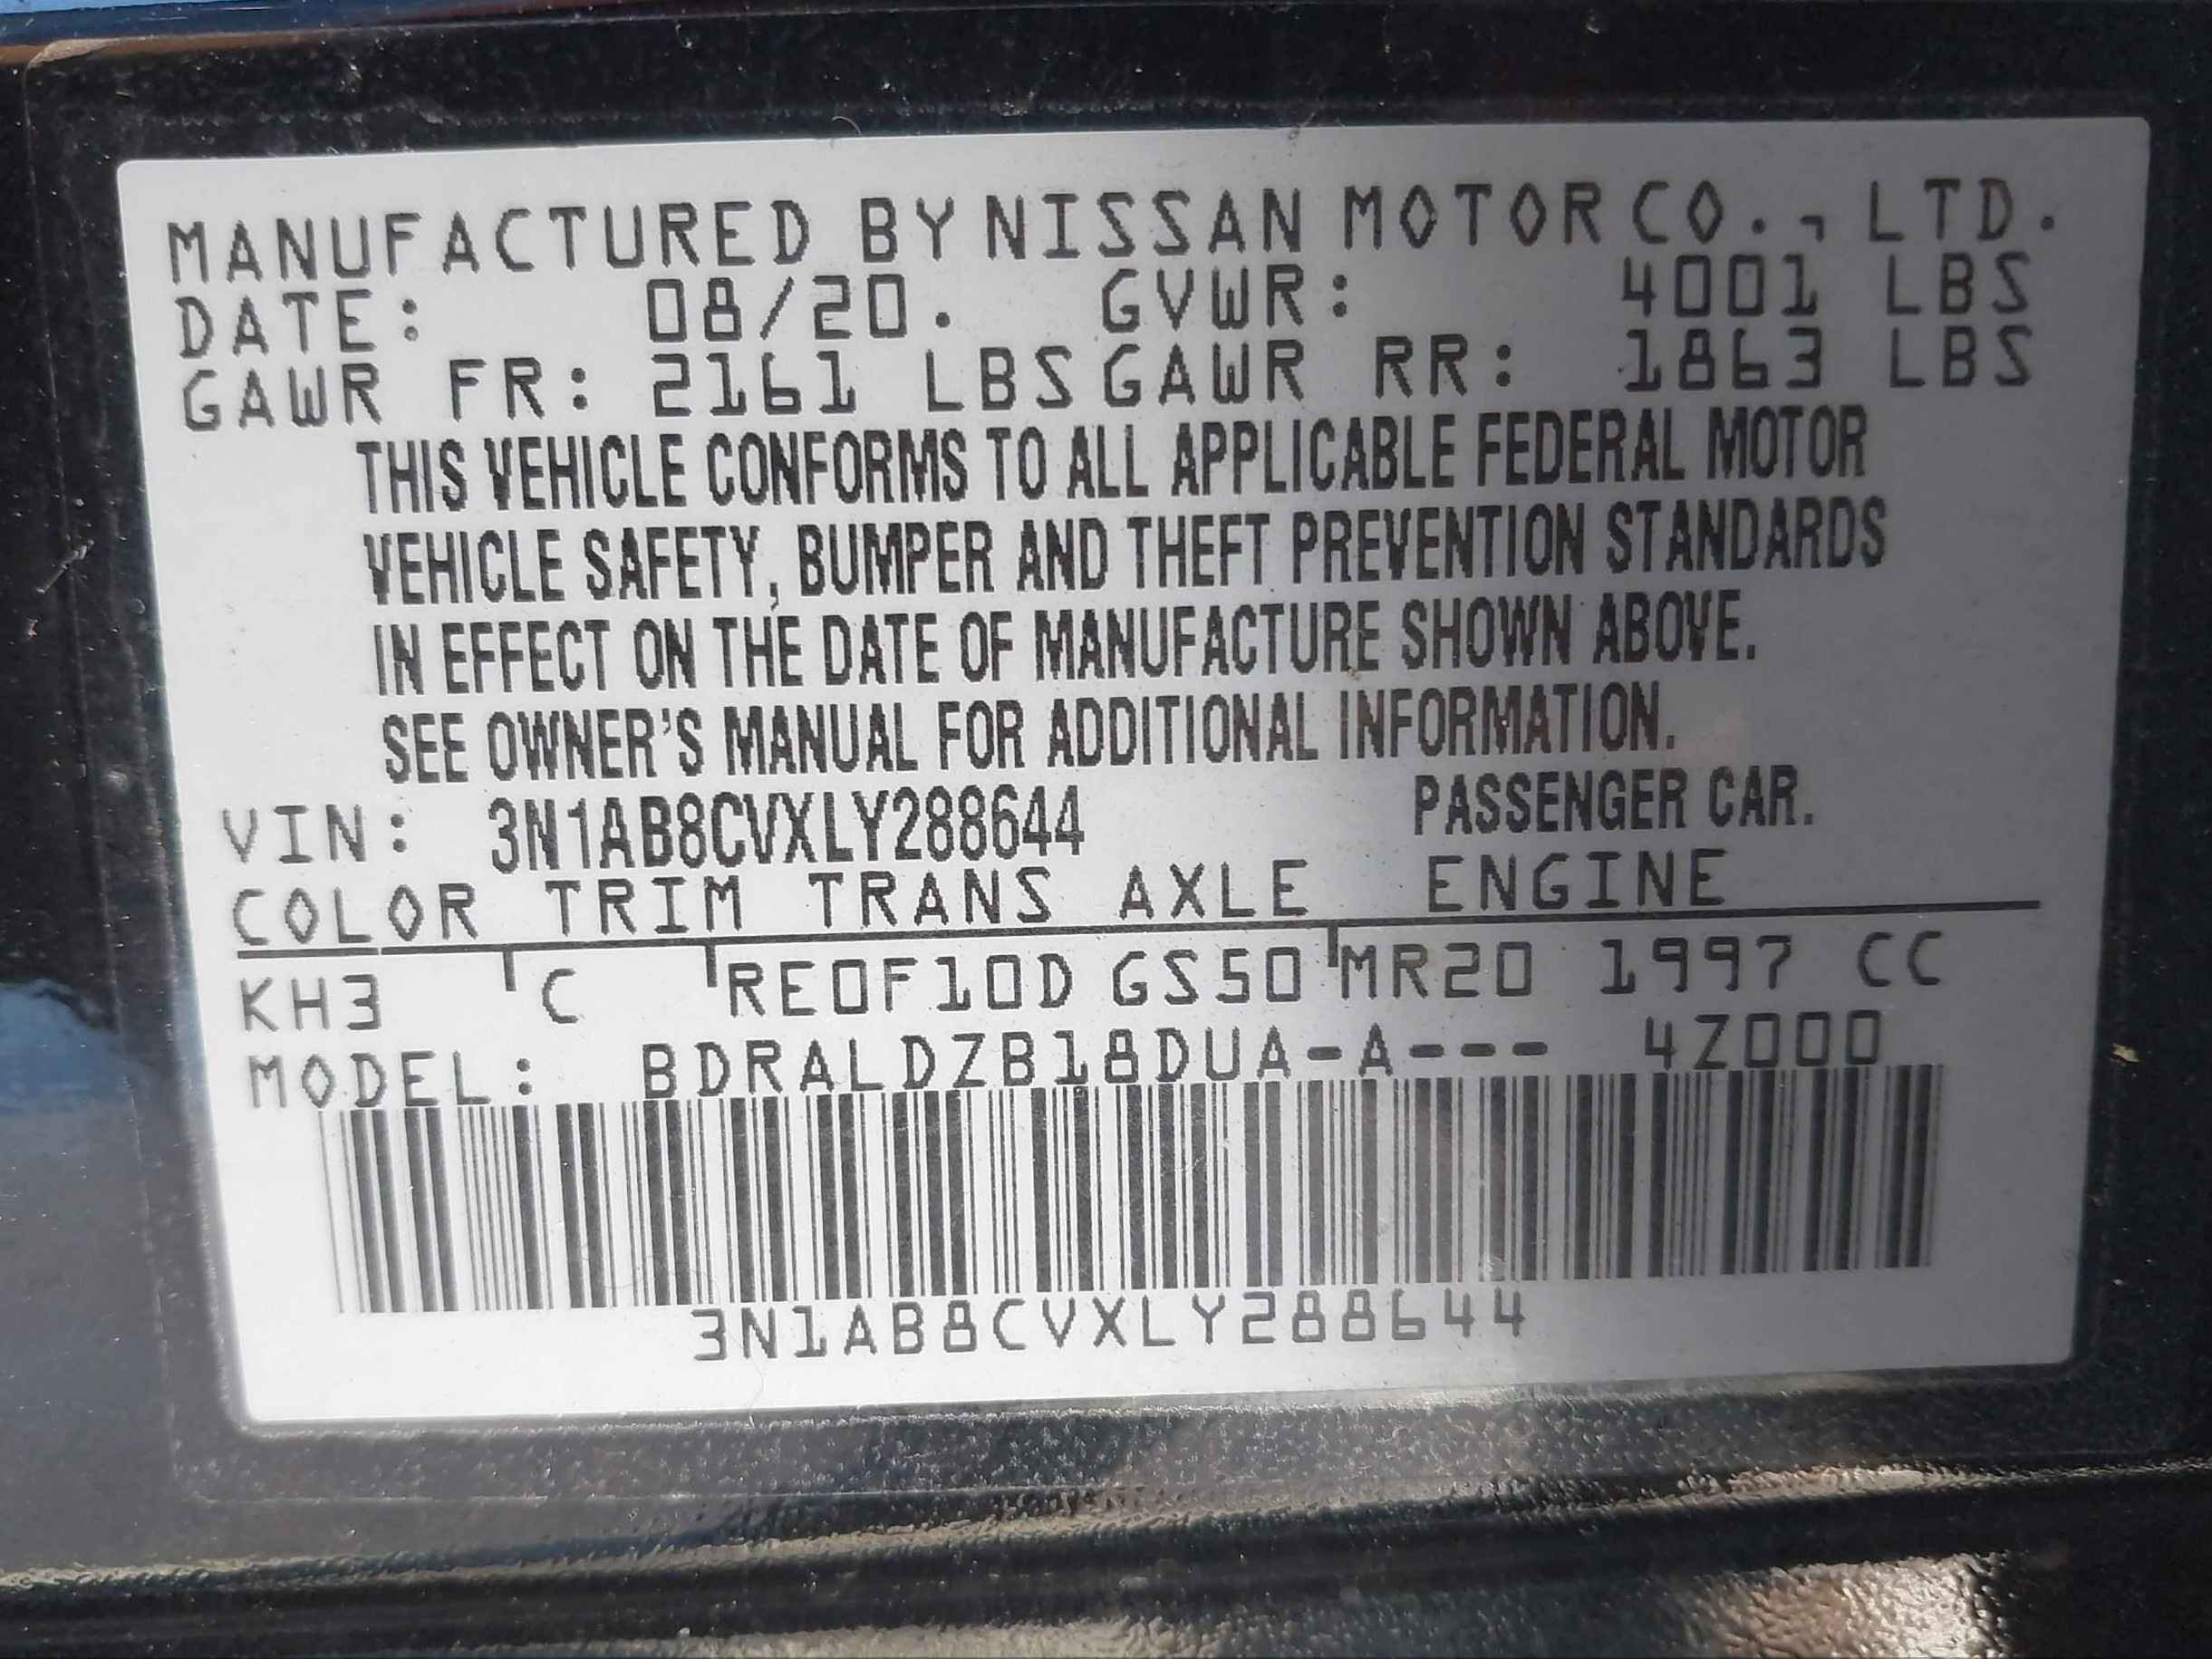 MANUFACTURED BY NISSAN MOTOR CO., LTD.
DATE: 08/20. GVWR: 4001 LBS
GAWR FR: 2161 LBS GAWR RR: 1863 LBS
THIS VEHICLE CONFORMS TO ALL APPLICABLE FEDERAL MOTOR
VEHICLE SAFETY, BUMPER AND THEFT PREVENTION STANDARDS
IN EFFECT ON THE DATE OF MANUFACTURE SHOWN ABOVE.
SEE OWNER'S MANUAL FOR ADDITIONAL INFORMATION.
VIN: 3N1AB8CVXLY288644 PASSENGER CAR.
COLOR TRIM TRANS AXLE ENGINE
KH3 C RE0F10D GS50 MR20 1997 CC
MODEL: BDRALDZB18DUA-A--- 4Z000
3N1AB8CVXLY288644